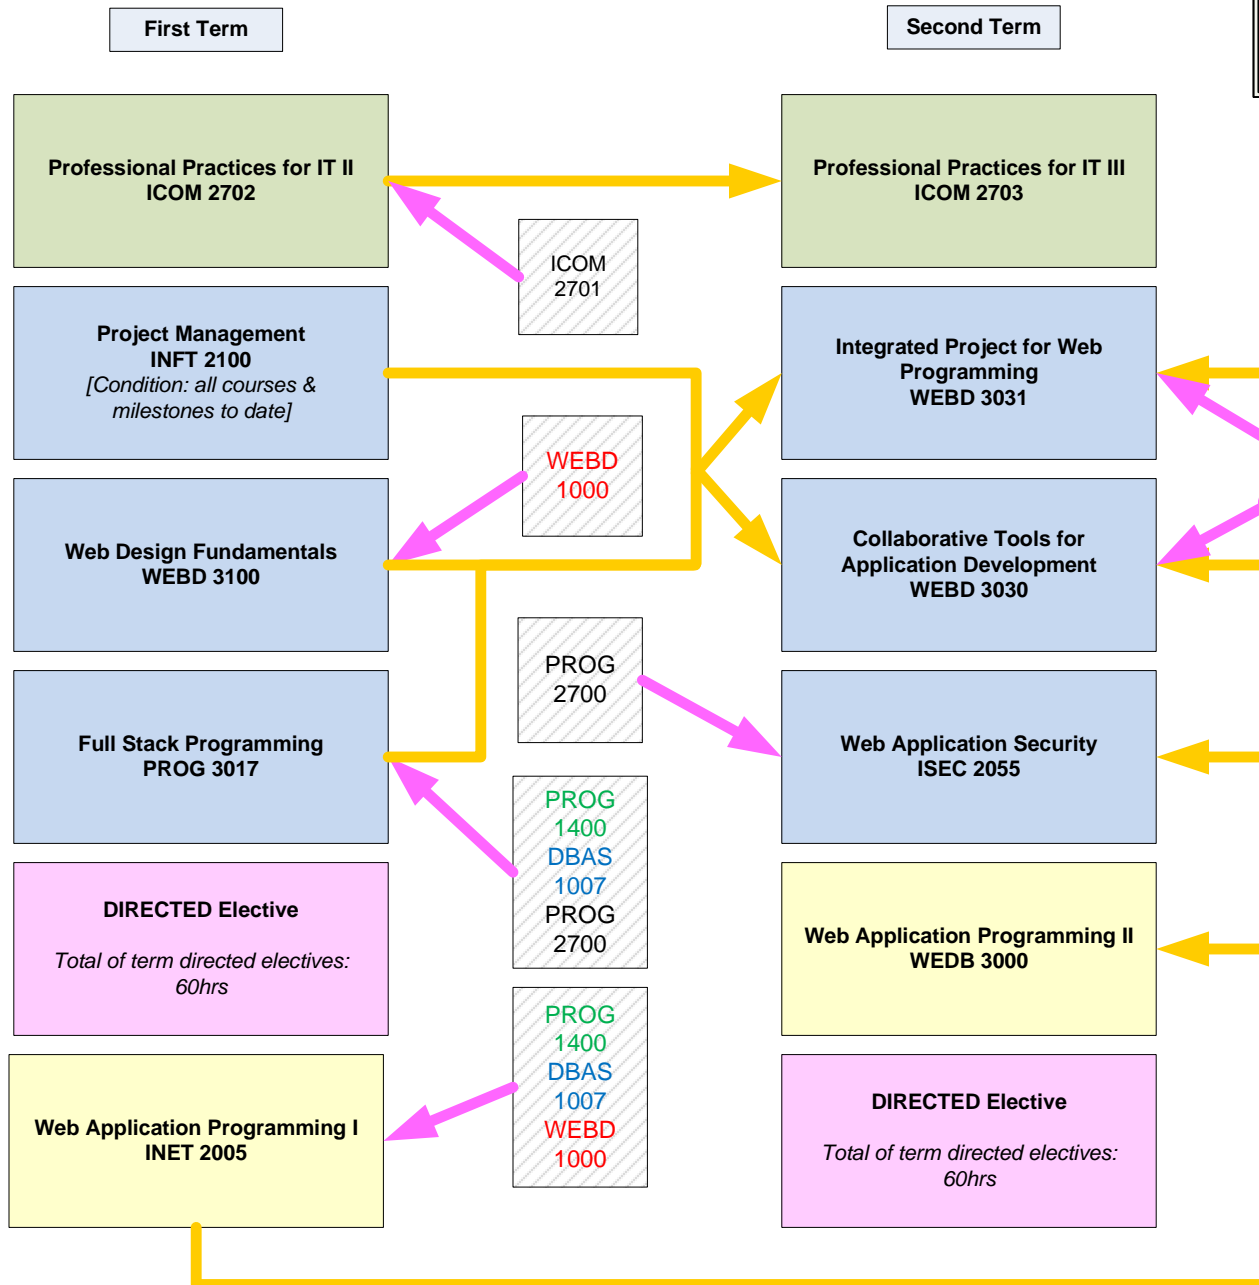 First Term
Second Term
Professional Practices for IT II
ICOM 2702
Professional Practices for IT III
ICOM 2703
ICOM
2701
Project Management
INFT 2100
[Condition: all courses &
milestones to date]
Integrated Project for Web
Programming
WEBD 3031
WEBD
1000
Web Design Fundamentals
WEBD 3100
Collaborative Tools for
Application Development
WEBD 3030
PROG
2700
Full Stack Programming
PROG 3017
Web Application Security
ISEC 2055
PROG
1400
DBAS
1007
PROG
2700
DIRECTED Elective
Total of term directed electives:
60hrs
Web Application Programming II
WEDB 3000
PROG
1400
DBAS
1007
WEBD
1000
Web Application Programming I
INET 2005
DIRECTED Elective
Total of term directed electives:
60hrs